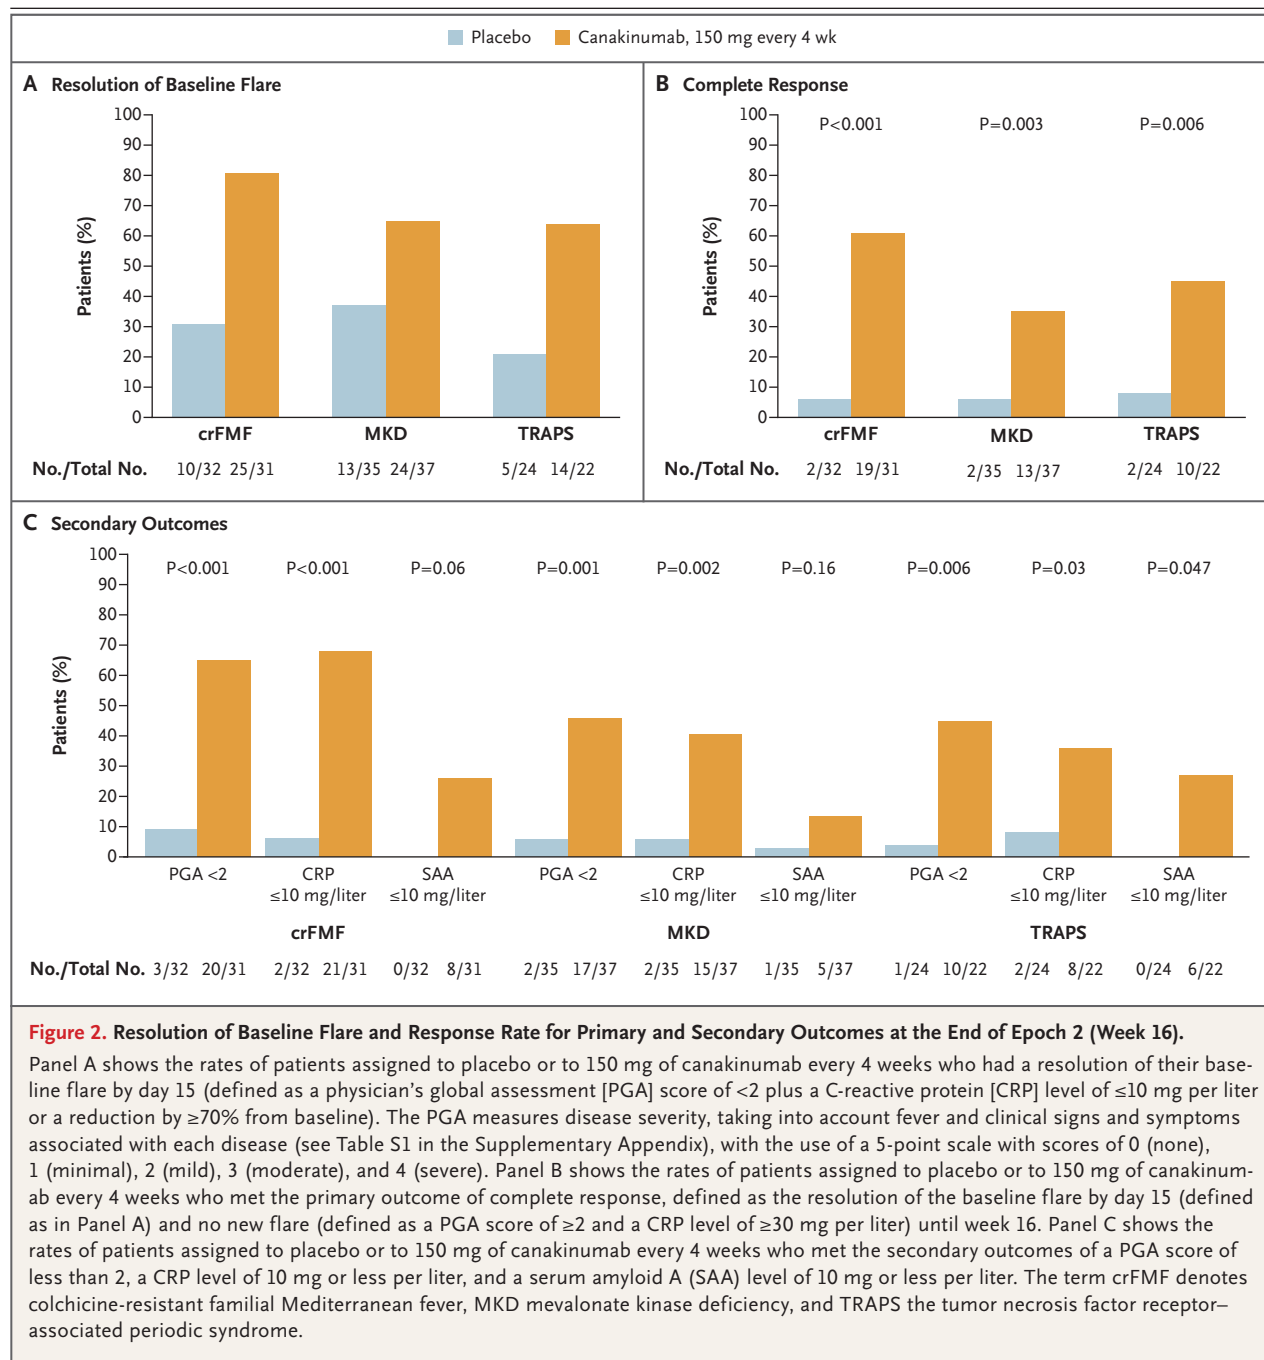 Placebo Canakinumab, 150 mg every 4 wk
A Resolution of Baseline Flare
100
90
80
70
60
50
40
30
20
10
0
Patients (%)
crFMF MKD TRAPS
No./Total No. 10/32 25/31 13/35 24/37 5/24 14/22
B Complete Response
100
90
80
70
60
50
40
30
20
10
0
Patients (%)
P<0.001 P=0.003 P=0.006
crFMF MKD TRAPS
No./Total No. 2/32 19/31 2/35 13/37 2/24 10/22
C Secondary Outcomes
100
90
80
70
60
50
40
30
20
10
0
Patients (%)
P<0.001 P<0.001 P=0.06 P=0.001 P=0.002 P=0.16 P=0.006 P=0.03 P=0.047
PGA <2 CRP SAA PGA <2 CRP SAA PGA <2 CRP SAA
≤10 mg/liter ≤10 mg/liter ≤10 mg/liter ≤10 mg/liter ≤10 mg/liter ≤10 mg/liter
crFMF MKD TRAPS
No./Total No. 3/32 20/31 2/32 21/31 0/32 8/31 2/35 17/37 2/35 15/37 1/35 5/37 1/24 10/22 2/24 8/22 0/24 6/22
Figure 2. Resolution of Baseline Flare and Response Rate for Primary and Secondary Outcomes at the End of Epoch 2 (Week 16).
Panel A shows the rates of patients assigned to placebo or to 150 mg of canakinumab every 4 weeks who had a resolution of their base-
line flare by day 15 (defined as a physician's global assessment [PGA] score of <2 plus a C-reactive protein [CRP] level of ≤10 mg per liter
or a reduction by ≥70% from baseline). The PGA measures disease severity, taking into account fever and clinical signs and symptoms
associated with each disease (see Table S1 in the Supplementary Appendix), with the use of a 5-point scale with scores of 0 (none),
1 (minimal), 2 (mild), 3 (moderate), and 4 (severe). Panel B shows the rates of patients assigned to placebo or to 150 mg of canakinum-
ab every 4 weeks who met the primary outcome of complete response, defined as the resolution of the baseline flare by day 15 (defined
as in Panel A) and no new flare (defined as a PGA score of ≥2 and a CRP level of ≥30 mg per liter) until week 16. Panel C shows the
rates of patients assigned to placebo or to 150 mg of canakinumab every 4 weeks who met the secondary outcomes of a PGA score of
less than 2, a CRP level of 10 mg or less per liter, and a serum amyloid A (SAA) level of 10 mg or less per liter. The term crFMF denotes
colchicine-resistant familial Mediterranean fever, MKD mevalonate kinase deficiency, and TRAPS the tumor necrosis factor receptor–
associated periodic syndrome.